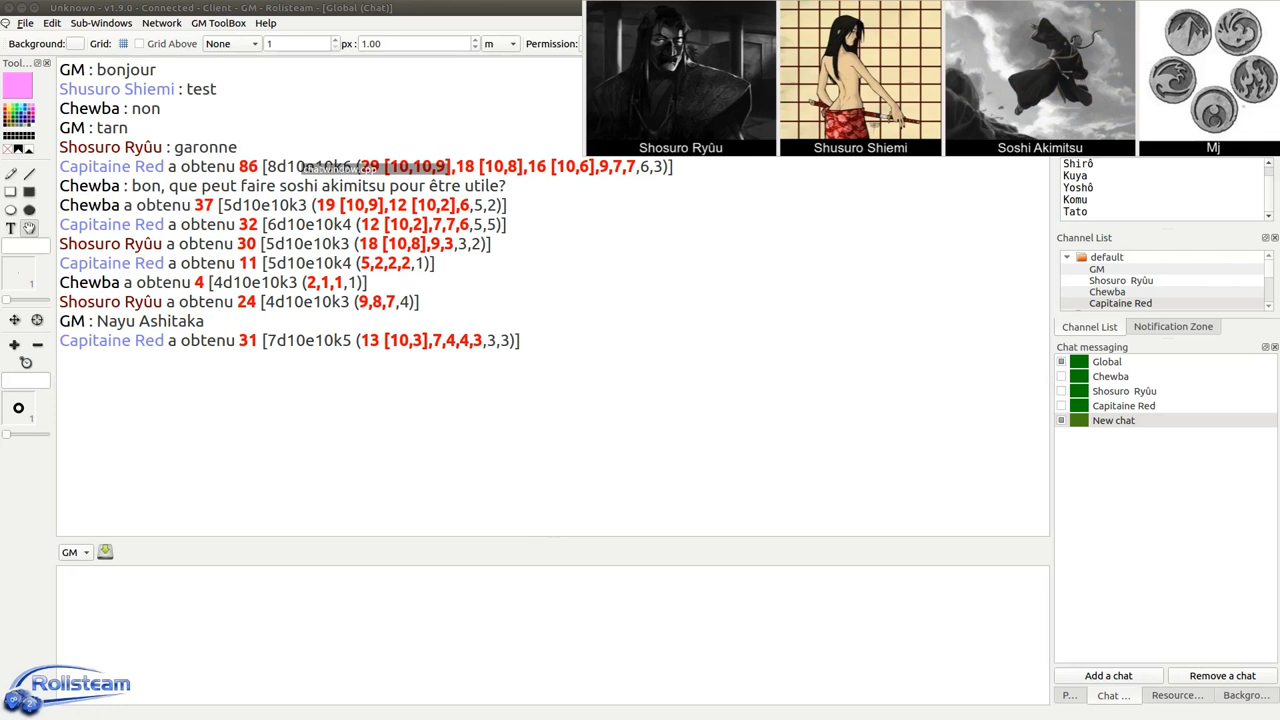 Unknown - v1.9.0 - Connected - Client - GM - Rolisteam - [Global (Chat)]
File Edit Sub-Windows Network GM ToolBox Help
Background: Grid: Grid Above None 1 px : 1.00 m Permission:
Shosuro Ryûu Shusuro Shiemi Soshi Akimitsu Mj
Tool...
GM : bonjour
Shusuro Shiemi : test
Chewba : non
GM : tarn
Shosuro Ryûu : garonne
Capitaine Red a obtenu 86 [8d10e10k6 (29 [10,10,9],18 [10,8],16 [10,6],9,7,7,6,3)]
chatwindow.cpp
Chewba : bon, que peut faire soshi akimitsu pour être utile?
Chewba a obtenu 37 [5d10e10k3 (19 [10,9],12 [10,2],6,5,2)]
Capitaine Red a obtenu 32 [6d10e10k4 (12 [10,2],7,7,6,5,5)]
Shosuro Ryûu a obtenu 30 [5d10e10k3 (18 [10,8],9,3,3,2)]
Capitaine Red a obtenu 11 [5d10e10k4 (5,2,2,2,1)]
Chewba a obtenu 4 [4d10e10k3 (2,1,1,1)]
Shosuro Ryûu a obtenu 24 [4d10e10k3 (9,8,7,4)]
GM : Nayu Ashitaka
Capitaine Red a obtenu 31 [7d10e10k5 (13 [10,3],7,4,4,3,3,3)]
T
1
1
GM
Rolisteam
Shirô
Kuya
Yoshô
Komu
Tato
Channel List
default
GM
Shosuro Ryûu
Chewba
Capitaine Red
Channel List Notification Zone
Chat messaging
Global
Chewba
Shosuro Ryûu
Capitaine Red
New chat
Add a chat Remove a chat
P... Chat ... Resource... Backgro...